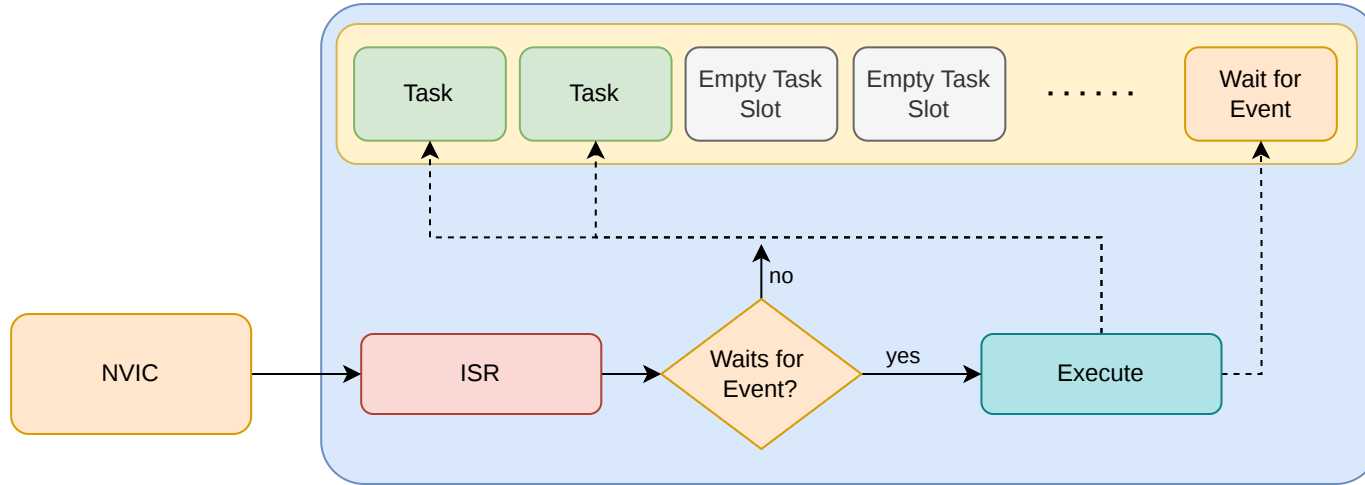 Task
Task
Empty Task
Slot
Empty Task
Slot
......
Wait for
Event
no
NVIC
ISR
Waits for
Event?
yes
Execute